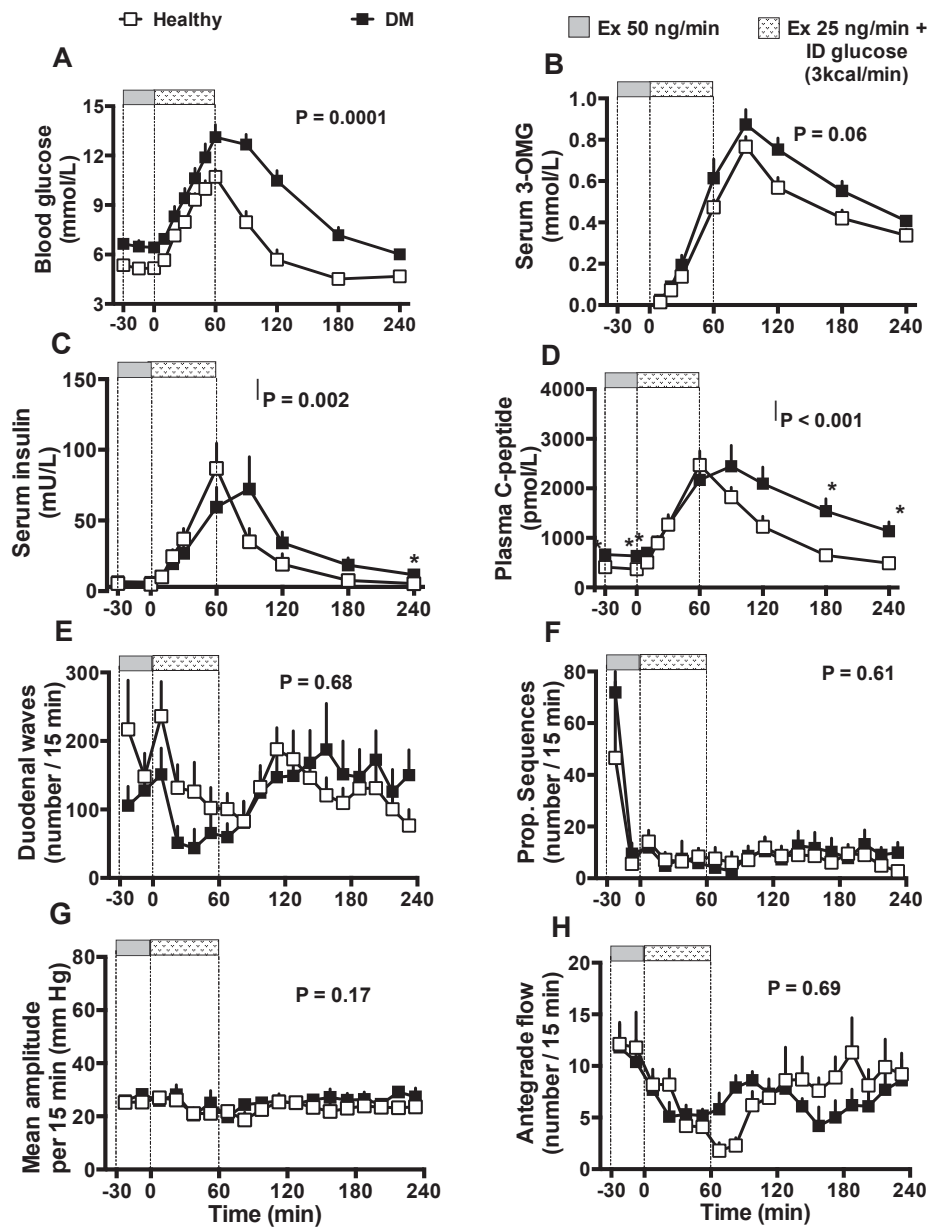 Healthy
DM
Ex 50 ng/min
Ex 25 ng/min +
ID glucose
(3kcal/min)
A
P = 0.0001
Blood glucose
(mmol/L)
15
12
9
6
3
-30 0 60 120 180 240
B
P = 0.06
Serum 3-OMG
(mmol/L)
1.0
0.8
0.6
0.4
0.2
0.0
-30 0 60 120 180 240
C
P = 0.002
Serum insulin
(mU/L)
150
100
50
0
*
-30 0 60 120 180 240
D
P < 0.001
Plasma C-peptide
(pmol/L)
4000
3000
2000
1000
0
* * * * *
-30 0 60 120 180 240
E
P = 0.68
Duodenal waves
(number / 15 min)
300
200
100
0
-30 0 60 120 180 240
F
P = 0.61
Prop. Sequences
(number / 15 min)
80
60
40
20
0
-30 0 60 120 180 240
G
P = 0.17
Mean amplitude
per 15 min (mm Hg)
80
60
40
20
0
-30 0 60 120 180 240
Time (min)
H
P = 0.69
Antegrade flow
(number / 15 min)
20
15
10
5
0
-30 0 60 120 180 240
Time (min)